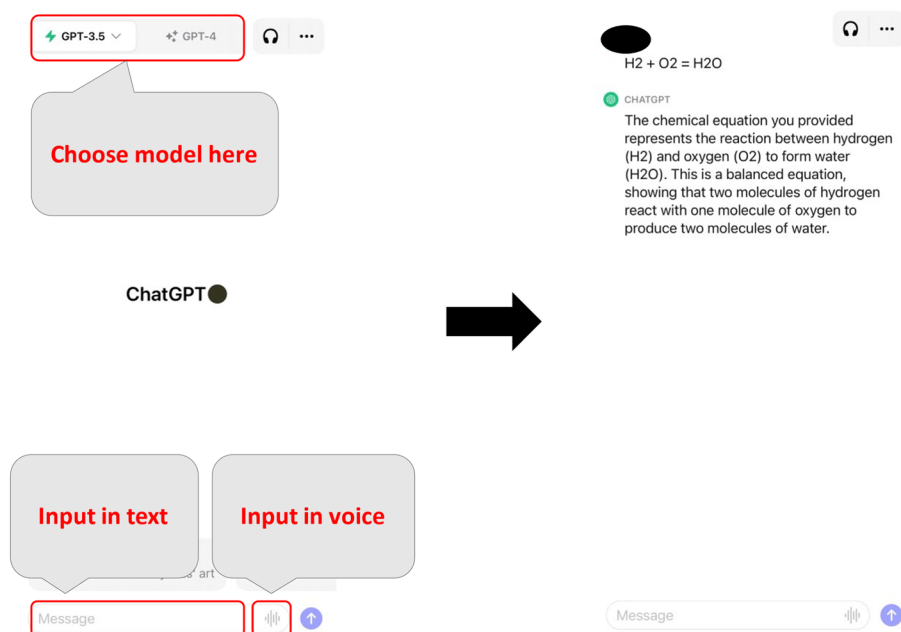 GPT-3.5
GPT-4
Choose model here
ChatGPT
Input in text
Input in voice
art
Message
H2 + O2 = H2O
CHATGPT
The chemical equation you provided
represents the reaction between hydrogen
(H2) and oxygen (O2) to form water
(H2O). This is a balanced equation,
showing that two molecules of hydrogen
react with one molecule of oxygen to
produce two molecules of water.
Message